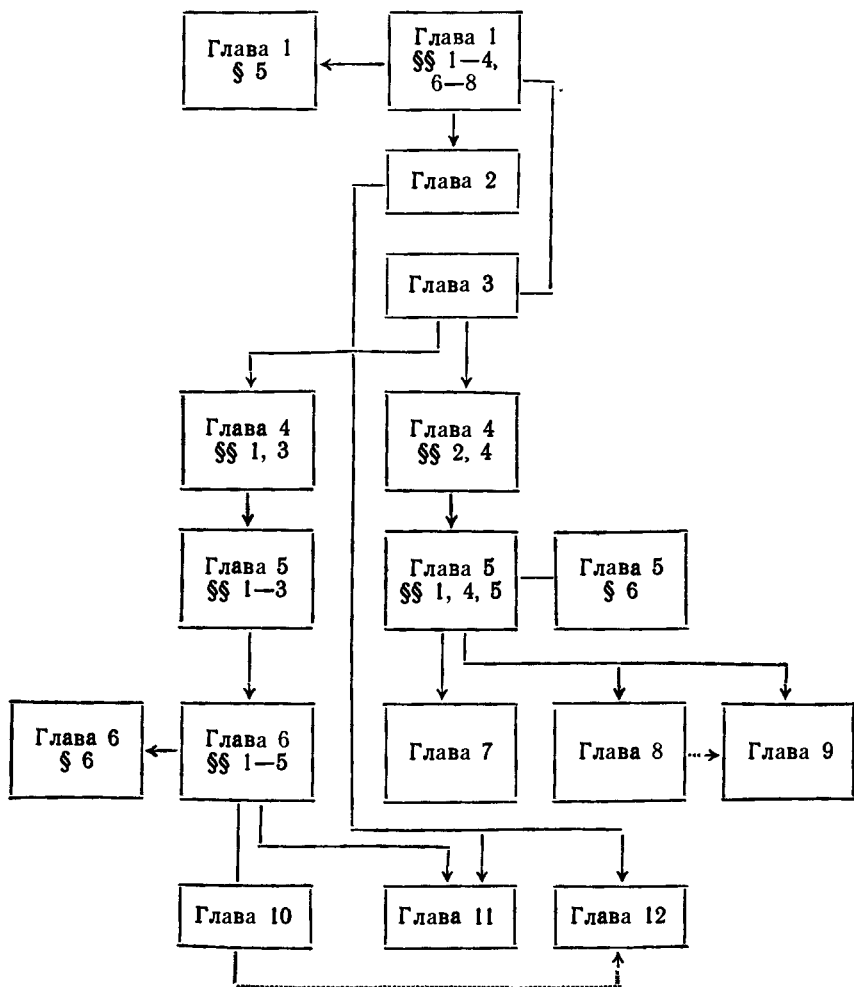 Глава 1
§ 5
Глава 1
§§ 1—4,
6—8
Глава 2
Глава 3
Глава 4
§§ 1, 3
Глава 4
§§ 2, 4
Глава 5
§§ 1—3
Глава 5
§§ 1, 4, 5
Глава 5
§ 6
Глава 6
§ 6
Глава 6
§§ 1—5
Глава 7
Глава 8
Глава 9
Глава 10
Глава 11
Глава 12